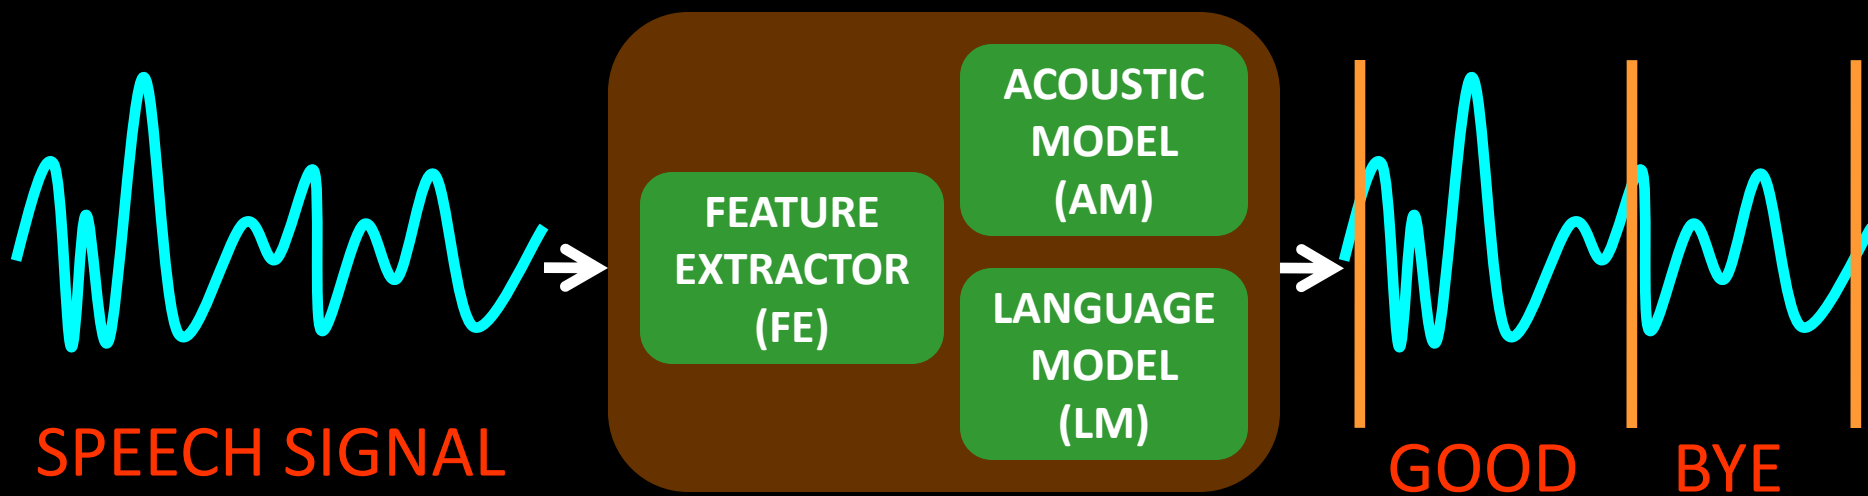 SPEECH SIGNAL
FEATURE
EXTRACTOR
(FE)
ACOUSTIC
MODEL
(AM)
LANGUAGE
MODEL
(LM)
GOOD BYE